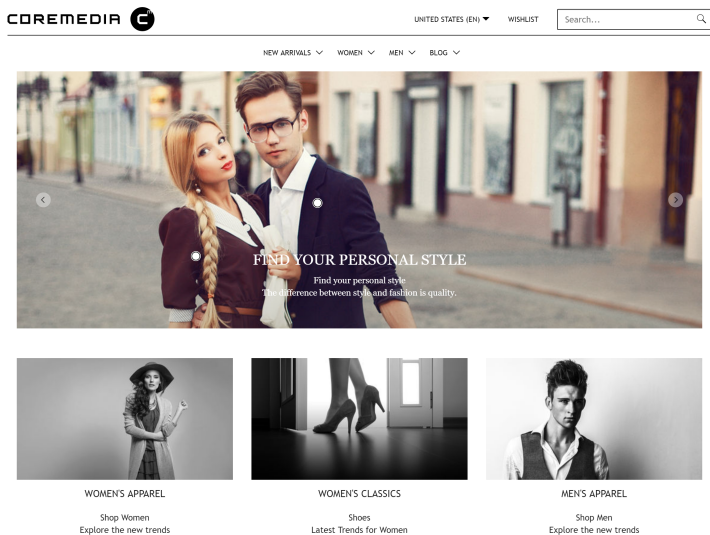 COREMEDIA
UNITED STATES (EN)
WISHLIST
Search...
NEW ARRIVALS
WOMEN
MEN
BLOG
FIND YOUR PERSONAL STYLE
Find your personal style
The difference between style and fashion is quality.
WOMEN'S APPAREL
Shop Women
Explore the new trends
WOMEN'S CLASSICS
Shoes
Latest Trends for Women
MEN'S APPAREL
Shop Men
Explore the new trends